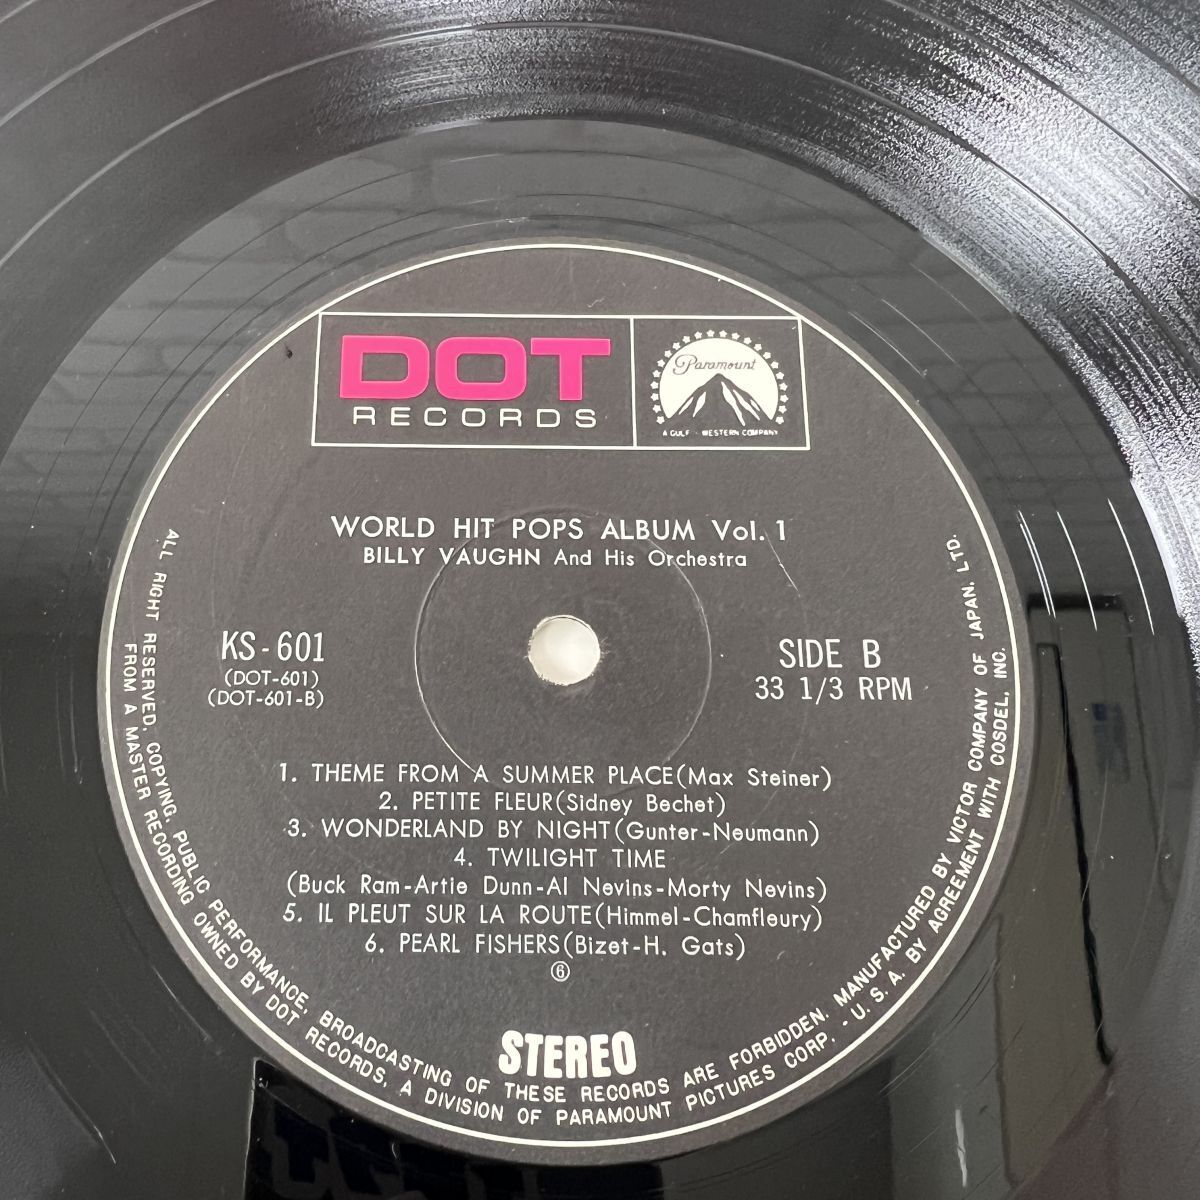 DOT
RECORDS
Paramount
A GULF + WESTERN COMPANY
WORLD HIT POPS ALBUM Vol. 1
BILLY VAUGHN And His Orchestra
KS-601
(DOT-601)
(DOT-601-B)
SIDE B
33 1/3 RPM
1. THEME FROM A SUMMER PLACE(Max Steiner)
2. PETITE FLEUR(Sidney Bechet)
3. WONDERLAND BY NIGHT(Gunter-Neumann)
4. TWILIGHT TIME
(Buck Ram-Artie Dunn-Al Nevins-Morty Nevins)
5. IL PLEUT SUR LA ROUTE(Himmel-Chamfleury)
6. PEARL FISHERS(Bizet-H. Gats)
⑥
STEREO
ALL RIGHT RESERVED. COPYING, PUBLIC PERFORMANCE, BROADCASTING OF THESE RECORDS ARE FORBIDDEN. MANUFACTURED BY VICTOR COMPANY OF JAPAN, LTD.
FROM A MASTER RECORDING OWNED BY DOT RECORDS, A DIVISION OF PARAMOUNT PICTURES CORP. - U. S. A. BY AGREEMENT WITH COSDEL, INC.